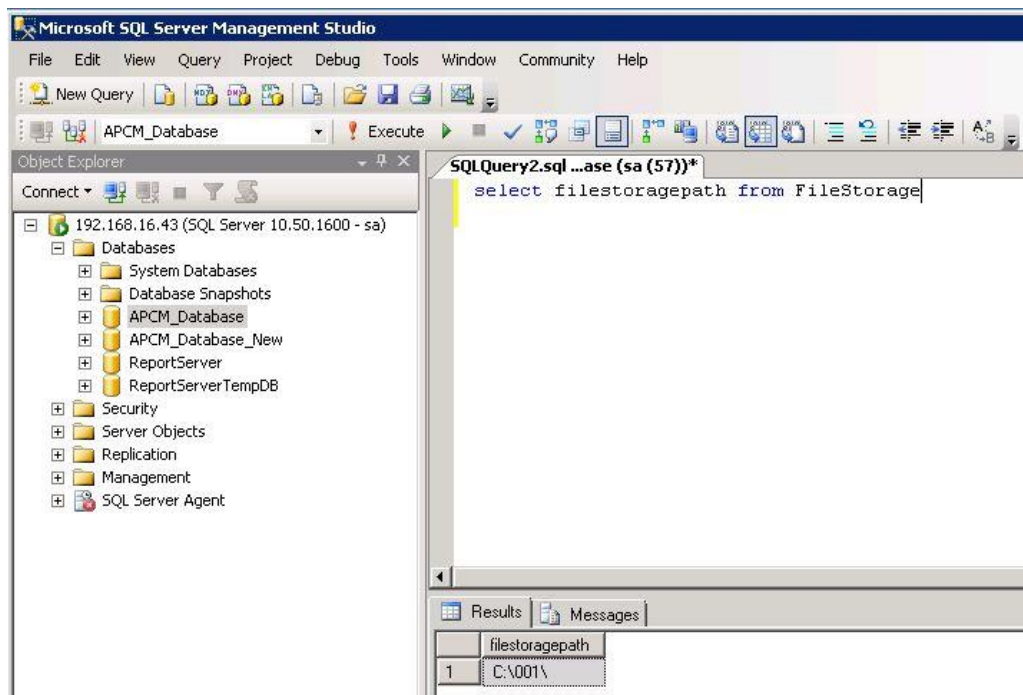 Microsoft SQL Server Management Studio
File Edit View Query Project Debug Tools Window Community Help
New Query
APCM_Database Execute
Object Explorer
Connect
192.168.16.43 (SQL Server 10.50.1600 - sa)
Databases
System Databases
Database Snapshots
APCM_Database
APCM_Database_New
ReportServer
ReportServerTempDB
Security
Server Objects
Replication
Management
SQL Server Agent
SQLQuery2.sql ...ase (sa (57))*
select filestoragepath from FileStorage
Results Messages
filestoragepath
1 C:\001\